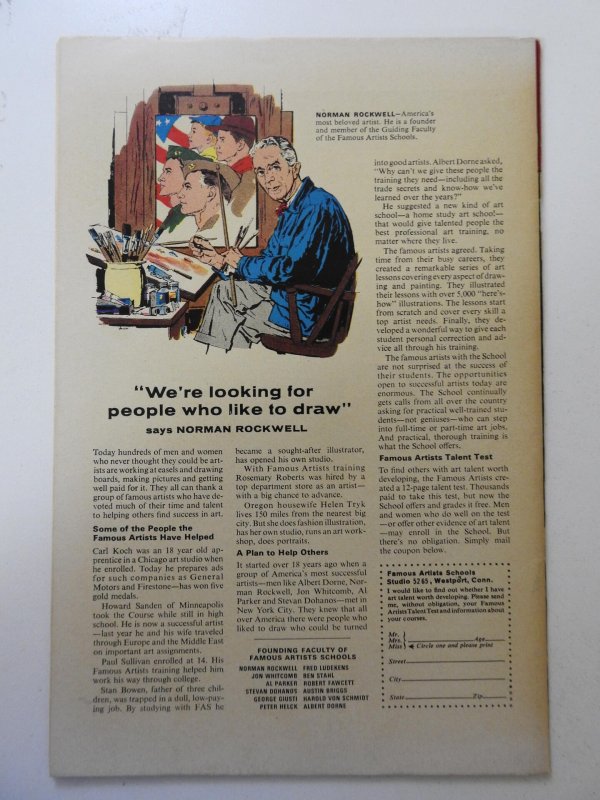 NORMAN ROCKWELL—America's
most beloved artist. He is a founder
and member of the Guiding Faculty
of the Famous Artists Schools.
"We're looking for
people who like to draw"
says NORMAN ROCKWELL
Today hundreds of men and women
who never thought they could be art-
ists are working at easels and drawing
boards, making pictures and getting
well paid for it. They all can thank a
group of famous artists who have de-
voted much of their time and talent
to helping others find success in art.
Some of the People the
Famous Artists Have Helped
Carl Koch was an 18 year old ap-
prentice in a Chicago art studio when
he enrolled. Today he prepares ads
for such companies as General
Motors and Firestone—has won five
gold medals.
Howard Sanden of Minneapolis
took the Course while still in high
school. He is now a successful artist
—last year he and his wife traveled
through Europe and the Middle East
on important art assignments.
Paul Sullivan enrolled at 14. His
Famous Artists training helped him
work his way through college.
Stan Bowen, father of three chil-
dren, was trapped in a doll, low-pay-
ing job. By studying with FAS he
became a sought-after illustrator,
has opened his own studio.
With Famous Artists training
Rosemary Roberts was hired by a
top department store as an artist—
with a big chance to advance.
Oregon housewife Helen Tryk
lives 150 miles from the nearest big
city. But she does fashion illustration,
has her own studio, runs an art work-
shop, does portraits.
A Plan to Help Others
It started over 18 years ago when a
group of America's most successful
artists—men like Albert Dorne, Nor-
man Rockwell, Jon Whitcomb, Al
Parker and Stevan Dohanos—met in
New York City. They knew that all
over America there were people who
liked to draw who could be turned
FOUNDING FACULTY OF
FAMOUS ARTISTS SCHOOLS
NORMAN ROCKWELL FRED LUDEKENS
JON WHITCOMB BEN STAHL
AL PARKER ROBERT FAWCETT
STEVAN DOHANOS AUSTIN BRIGGS
GEORGE GIUSTI HAROLD VON SCHMIDT
PETER HELCK ALBERT DORNE
into good artists. Albert Dorne asked,
"Why can't we give these people the
training they need—including all the
trade secrets and know-how we've
learned over the years?"
He suggested a new kind of art
school—a home study art school—
that would give talented people the
best professional art training, no
matter where they live.
The famous artists agreed. Taking
time from their busy careers, they
created a remarkable series of art
lessons covering every aspect of draw-
ing and painting. They illustrated
their lessons with over 5,000 "here's-
how" illustrations. The lessons start
from scratch and cover every skill a
top artist needs. Finally, they de-
veloped a wonderful way to give each
student personal correction and ad-
vice all through his training.
The famous artists with the School
are not surprised at the success of
their students. The opportunities
open to successful artists today are
enormous. The School continually
gets calls from all over the country
asking for practical well-trained stu-
dents—not geniuses—who can step
into full-time or part-time art jobs.
And practical, thorough training is
what the School offers.
Famous Artists Talent Test
To find others with art talent worth
developing, the Famous Artists cre-
ated a 12-page talent test. Thousands
paid to take this test, but now the
School offers and grades it free. Men
and women who do well on the test
—or offer other evidence of art talent
—may enroll in the School. But
there's no obligation. Simply mail
the coupon below.
Famous Artists Schools
Studio 5265, Westport, Conn.
I would like to find out whether I have
art talent worth developing. Please send
me, without obligation, your Famous
Artists Talent Test and information about
your courses.
Mr.
Mrs. Age
Miss Circle one and please print
Street
City
State Zip